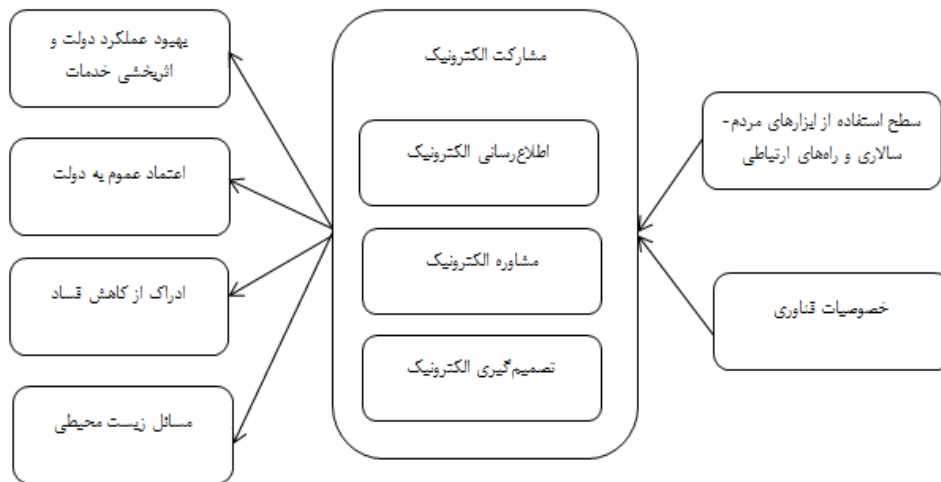 مشارکت الکترونیک
اطلاع‌رسانی الکترونیک
مشاوره الکترونیک
تصمیم‌گیری الکترونیک
سطح استفاده از ابزارهای مردم-
سالاری و راه‌های ارتباطی
خصوصیات فناوری
بهبود عملکرد دولت و
اثربخشی خدمات
اعتماد عموم به دولت
ادراک از کاهش فساد
مسائل زیست محیطی